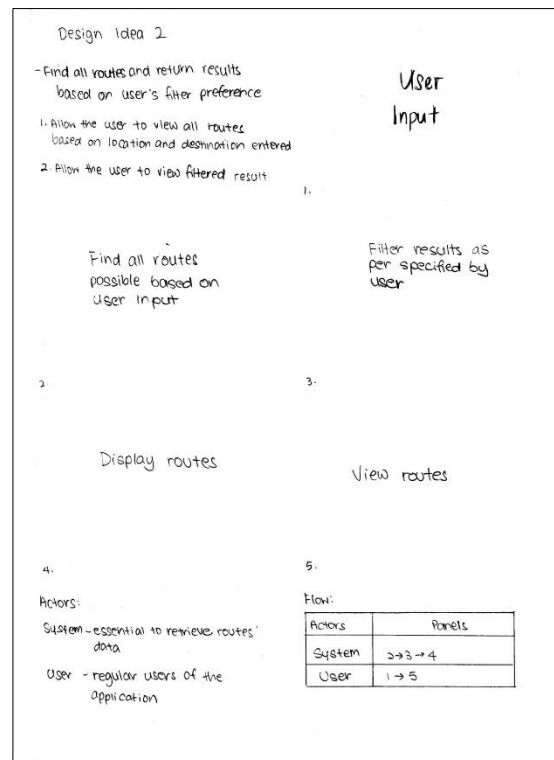 Design Idea 2
- Find all routes and return results
based on user's filter preference
1. Allow the user to view all routes
based on location and destination entered
2. Allow the user to view filtered result
User
Input
1.
Find all routes
possible based on
User Input
2.
Filter results as
per specified by
user
3.
Display routes
4.
View routes
5.
Actors:
System - essential to retrieve routes'
data
User - regular users of the
application
Flow:
Actors Panels
System 2→3→4
User 1→5